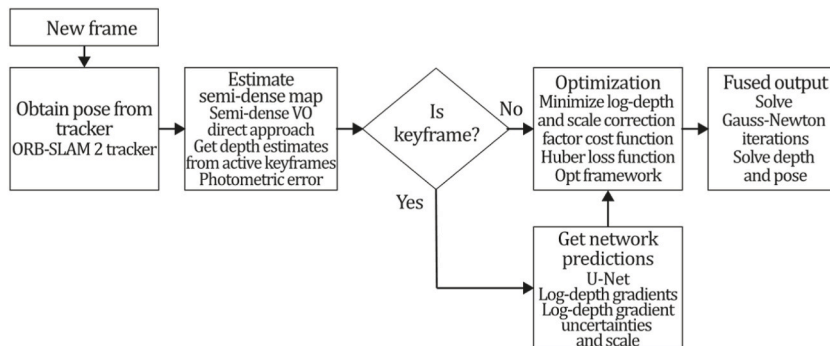 New frame
Obtain pose from
tracker
ORB-SLAM 2 tracker
Estimate
semi-dense map
Semi-dense VO
direct approach
Get depth estimates
from active keyframes
Photometric error
Is
keyframe?
No
Yes
Optimization
Minimize log-depth
and scale correction
factor cost function
Huber loss function
Opt framework
Fused output
Solve
Gauss-Newton
iterations
Solve depth
and pose
Get network
predictions
U-Net
Log-depth gradients
Log-depth gradient
uncertainties
and scale